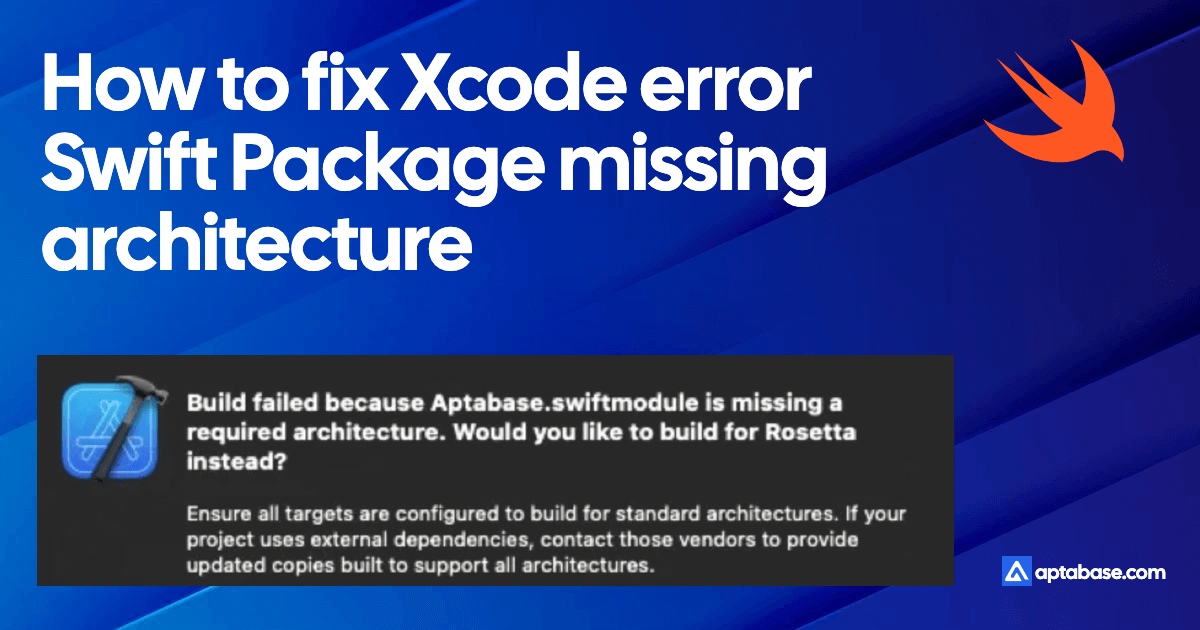 How to fix Xcode error
Swift Package missing
architecture
Build failed because Aptabase.swiftmodule is missing a
required architecture. Would you like to build for Rosetta
instead?
Ensure all targets are configured to build for standard architectures. If your
project uses external dependencies, contact those vendors to provide
updated copies built to support all architectures.
aptabase.com